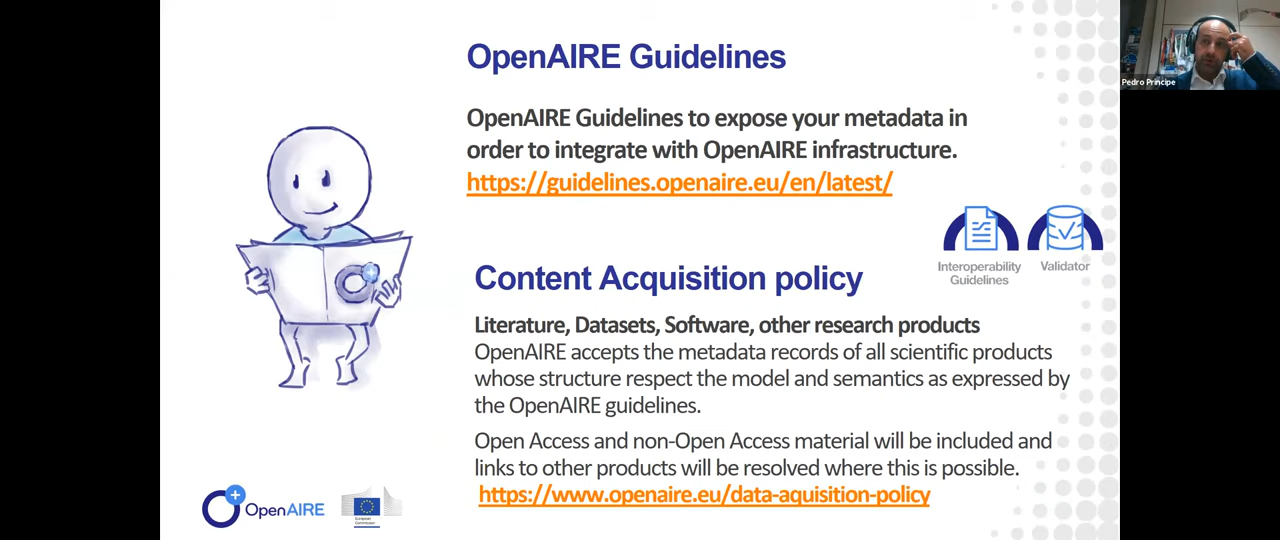 OpenAIRE Guidelines
OpenAIRE Guidelines to expose your metadata in
order to integrate with OpenAIRE infrastructure.
https://guidelines.openaire.eu/en/latest/
Interoperability
Guidelines
Validator
Content Acquisition policy
Literature, Datasets, Software, other research products
OpenAIRE accepts the metadata records of all scientific products
whose structure respect the model and semantics as expressed by
the OpenAIRE guidelines.
Open Access and non-Open Access material will be included and
links to other products will be resolved where this is possible.
https://www.openaire.eu/data-aquisition-policy
OpenAIRE
European
Commission
Pedro Príncipe